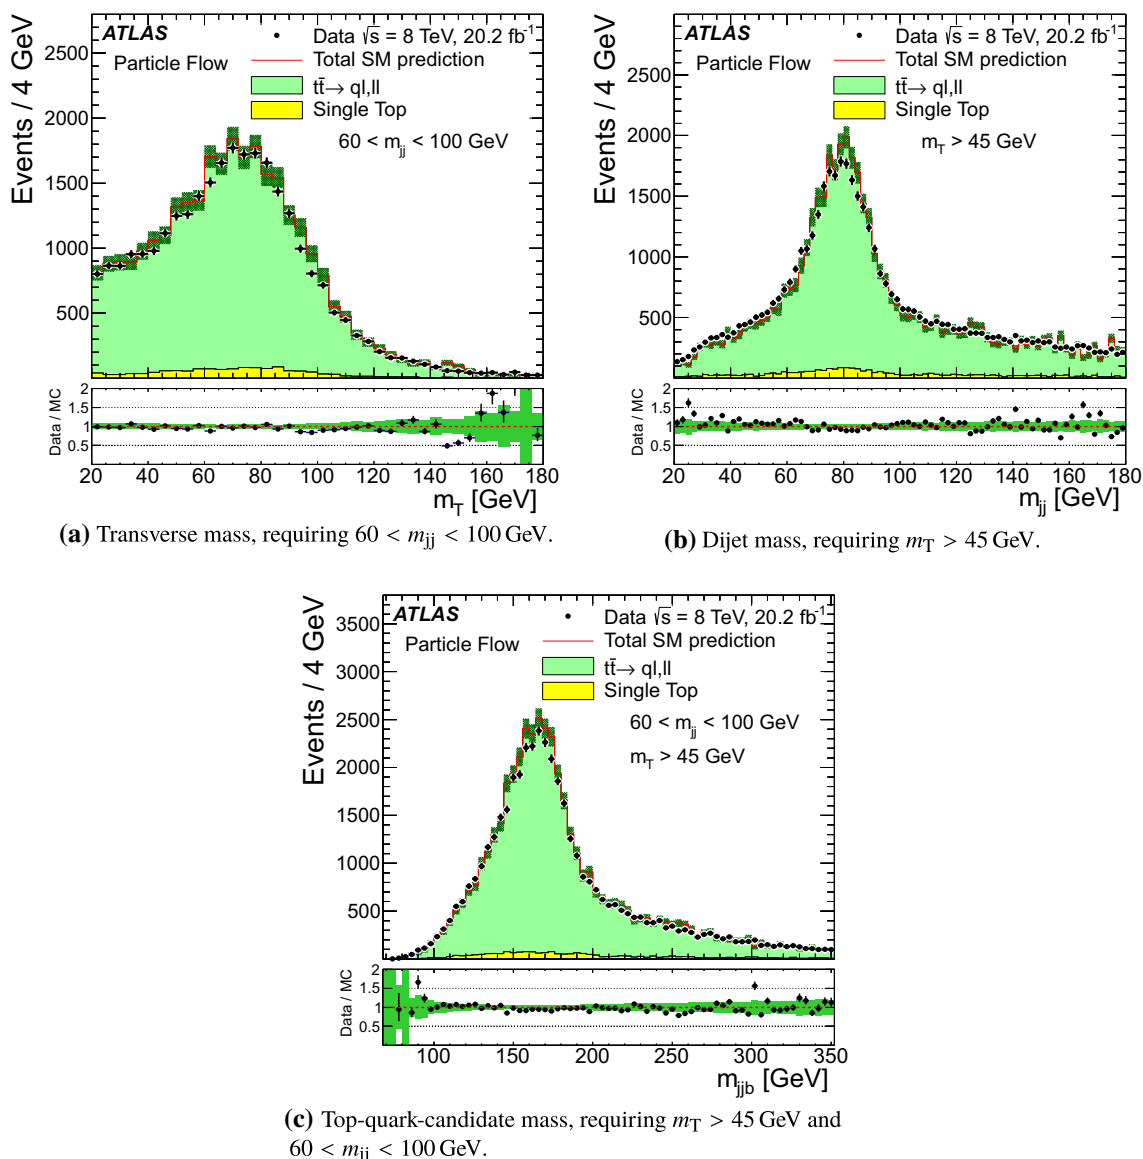 ATLAS
Data √s = 8 TeV, 20.2 fb-1
Particle Flow
Total SM prediction
tt̄→ ql,ll
Single Top
60 < mjj < 100 GeV
Events / 4 GeV
2500
2000
1500
1000
500
Data / MC
2
1.5
1
0.5
20 40 60 80 100 120 140 160 180
mT [GeV]
(a) Transverse mass, requiring 60 < mjj < 100 GeV.
ATLAS
Data √s = 8 TeV, 20.2 fb-1
Particle Flow
Total SM prediction
tt̄→ ql,ll
Single Top
mT > 45 GeV
Events / 4 GeV
2500
2000
1500
1000
500
Data / MC
2
1.5
1
0.5
20 40 60 80 100 120 140 160 180
mjj [GeV]
(b) Dijet mass, requiring mT > 45 GeV.
ATLAS
Data √s = 8 TeV, 20.2 fb-1
Particle Flow
Total SM prediction
tt̄→ ql,ll
Single Top
60 < mjj < 100 GeV
mT > 45 GeV
Events / 4 GeV
3500
3000
2500
2000
1500
1000
500
Data / MC
2
1.5
1
0.5
100 150 200 250 300 350
mjjb [GeV]
(c) Top-quark-candidate mass, requiring mT > 45 GeV and
60 < mjj < 100 GeV.